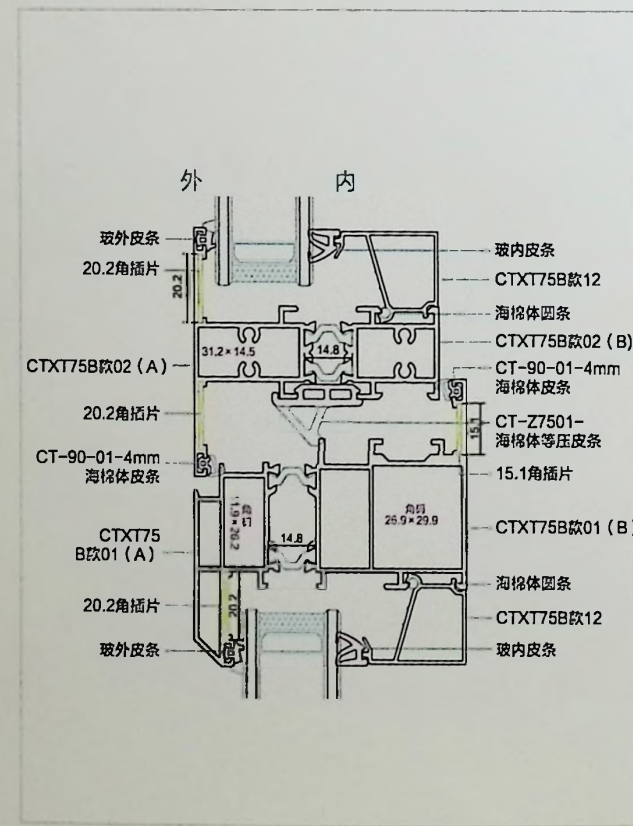 外 内
玻外皮条
20.2角插片
20.2
CTXT75B款02（A）
31.2×14.5
14.8
20.2角插片
CT-90-01-4mm
海棉体皮条
CTXT75
B款01（A）
角码
11.9×26.2
14.8
20.2角插片
20.2
玻外皮条
玻内皮条
CTXT75B款12
海棉体圆条
CTXT75B款02（B）
CT-90-01-4mm
海棉体皮条
CT-Z7501-
海棉体等压皮条
15.1
15.1角插片
角码
26.9×29.9
CTXT75B款01（B
海棉体圆条
CTXT75B款12
玻内皮条